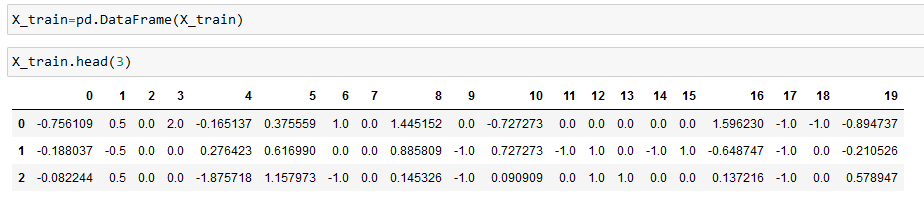 X_train=pd.DataFrame(X_train)
X_train.head(3)
0 1 2 3 4 5 6 7 8 9 10 11 12 13 14 15 16 17 18 19
0 -0.756109 0.5 0.0 2.0 -0.165137 0.375559 1.0 0.0 1.445152 0.0 -0.727273 0.0 0.0 0.0 0.0 0.0 1.596230 -1.0 -1.0 -0.894737
1 -0.188037 -0.5 0.0 0.0 0.276423 0.616990 0.0 0.0 0.885809 -1.0 0.727273 -1.0 1.0 0.0 -1.0 1.0 -0.648747 -1.0 0.0 -0.210526
2 -0.082244 0.5 0.0 0.0 -1.875718 1.157973 -1.0 0.0 0.145326 -1.0 0.090909 0.0 1.0 1.0 0.0 0.0 0.137216 -1.0 0.0 0.578947